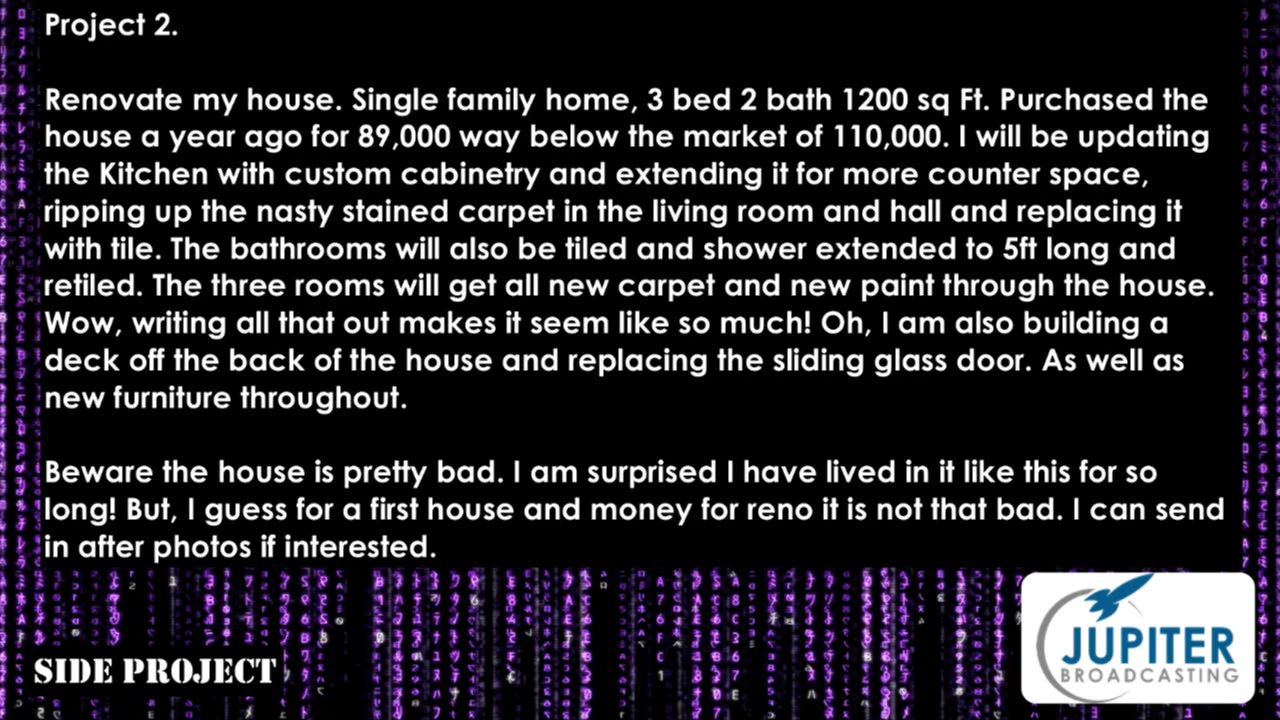 Project 2.
Renovate my house. Single family home, 3 bed 2 bath 1200 sq Ft. Purchased the
house a year ago for 89,000 way below the market of 110,000. I will be updating
the Kitchen with custom cabinetry and extending it for more counter space,
ripping up the nasty stained carpet in the living room and hall and replacing it
with tile. The bathrooms will also be tiled and shower extended to 5ft long and
retiled. The three rooms will get all new carpet and new paint through the house.
Wow, writing all that out makes it seem like so much! Oh, I am also building a
deck off the back of the house and replacing the sliding glass door. As well as
new furniture throughout.
Beware the house is pretty bad. I am surprised I have lived in it like this for so
long! But, I guess for a first house and money for reno it is not that bad. I can send
in after photos if interested.
SIDE PROJECT
JUPITER
BROADCASTING